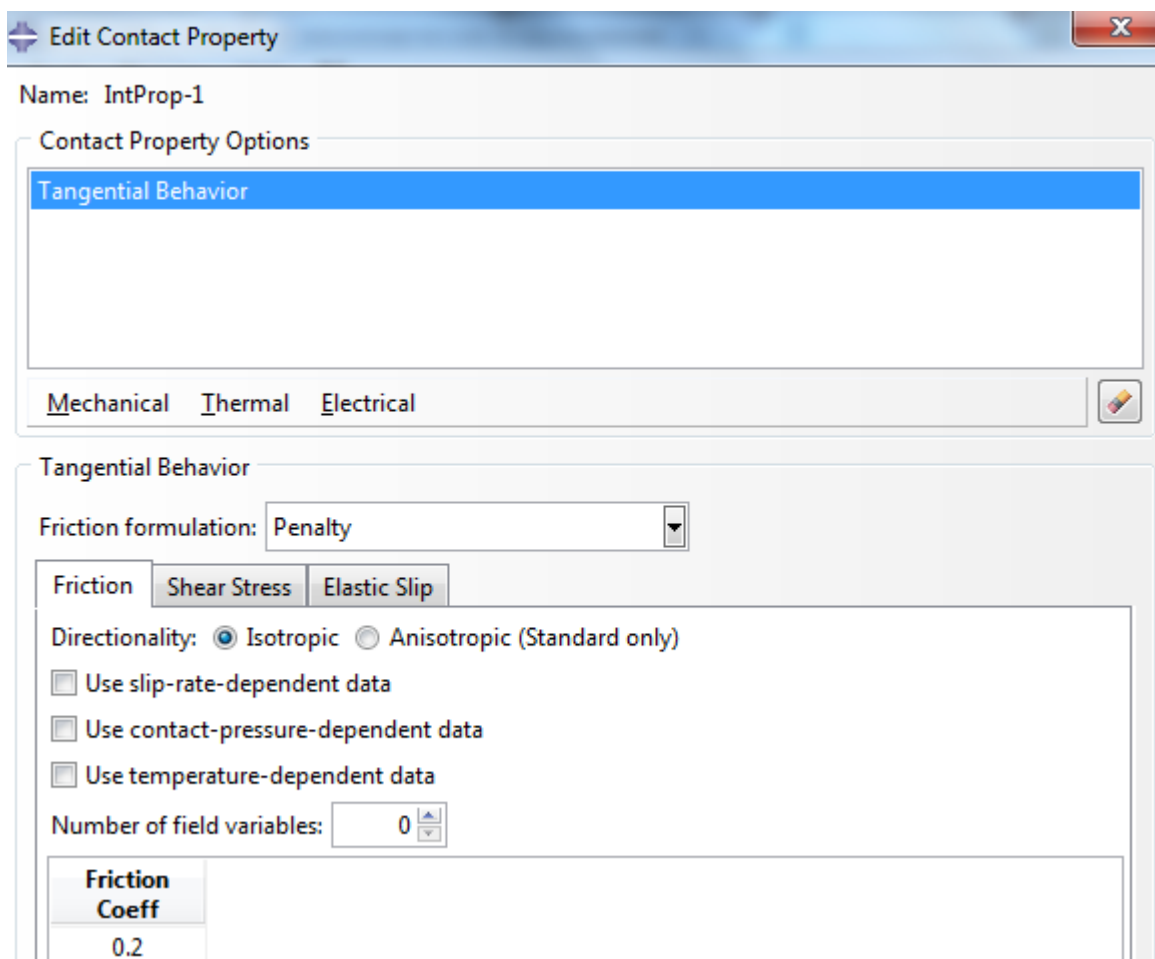 Edit Contact Property
x
Name: IntProp-1
Contact Property Options
Tangential Behavior
Mechanical Thermal Electrical
Tangential Behavior
Friction formulation: Penalty
Friction Shear Stress Elastic Slip
Directionality: Isotropic Anisotropic (Standard only)
Use slip-rate-dependent data
Use contact-pressure-dependent data
Use temperature-dependent data
Number of field variables: 0
Friction
Coeff
0.2